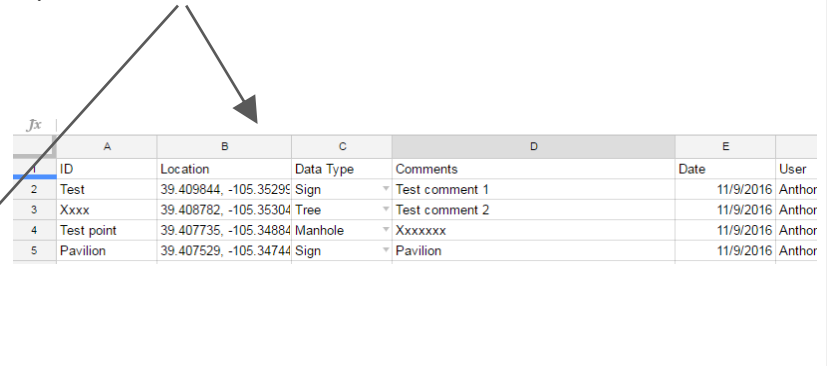 fx
A B C D E
1 ID Location Data Type Comments Date User
2 Test 39.409844, -105.35299 Sign Test comment 1 11/9/2016 Anthor
3 Xxxx 39.408782, -105.35304 Tree Test comment 2 11/9/2016 Anthor
4 Test point 39.407735, -105.34884 Manhole Xxxxxxx 11/9/2016 Anthor
5 Pavilion 39.407529, -105.34744 Sign Pavilion 11/9/2016 Anthor